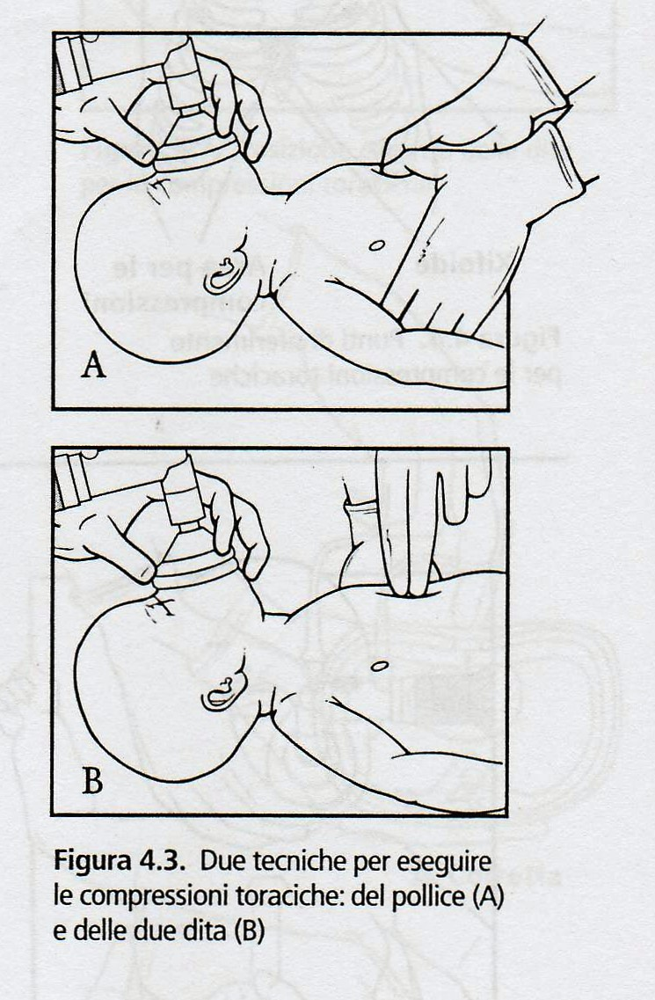 A
B
Figura 4.3. Due tecniche per eseguire
le compressioni toraciche: del pollice (A)
e delle due dita (B)